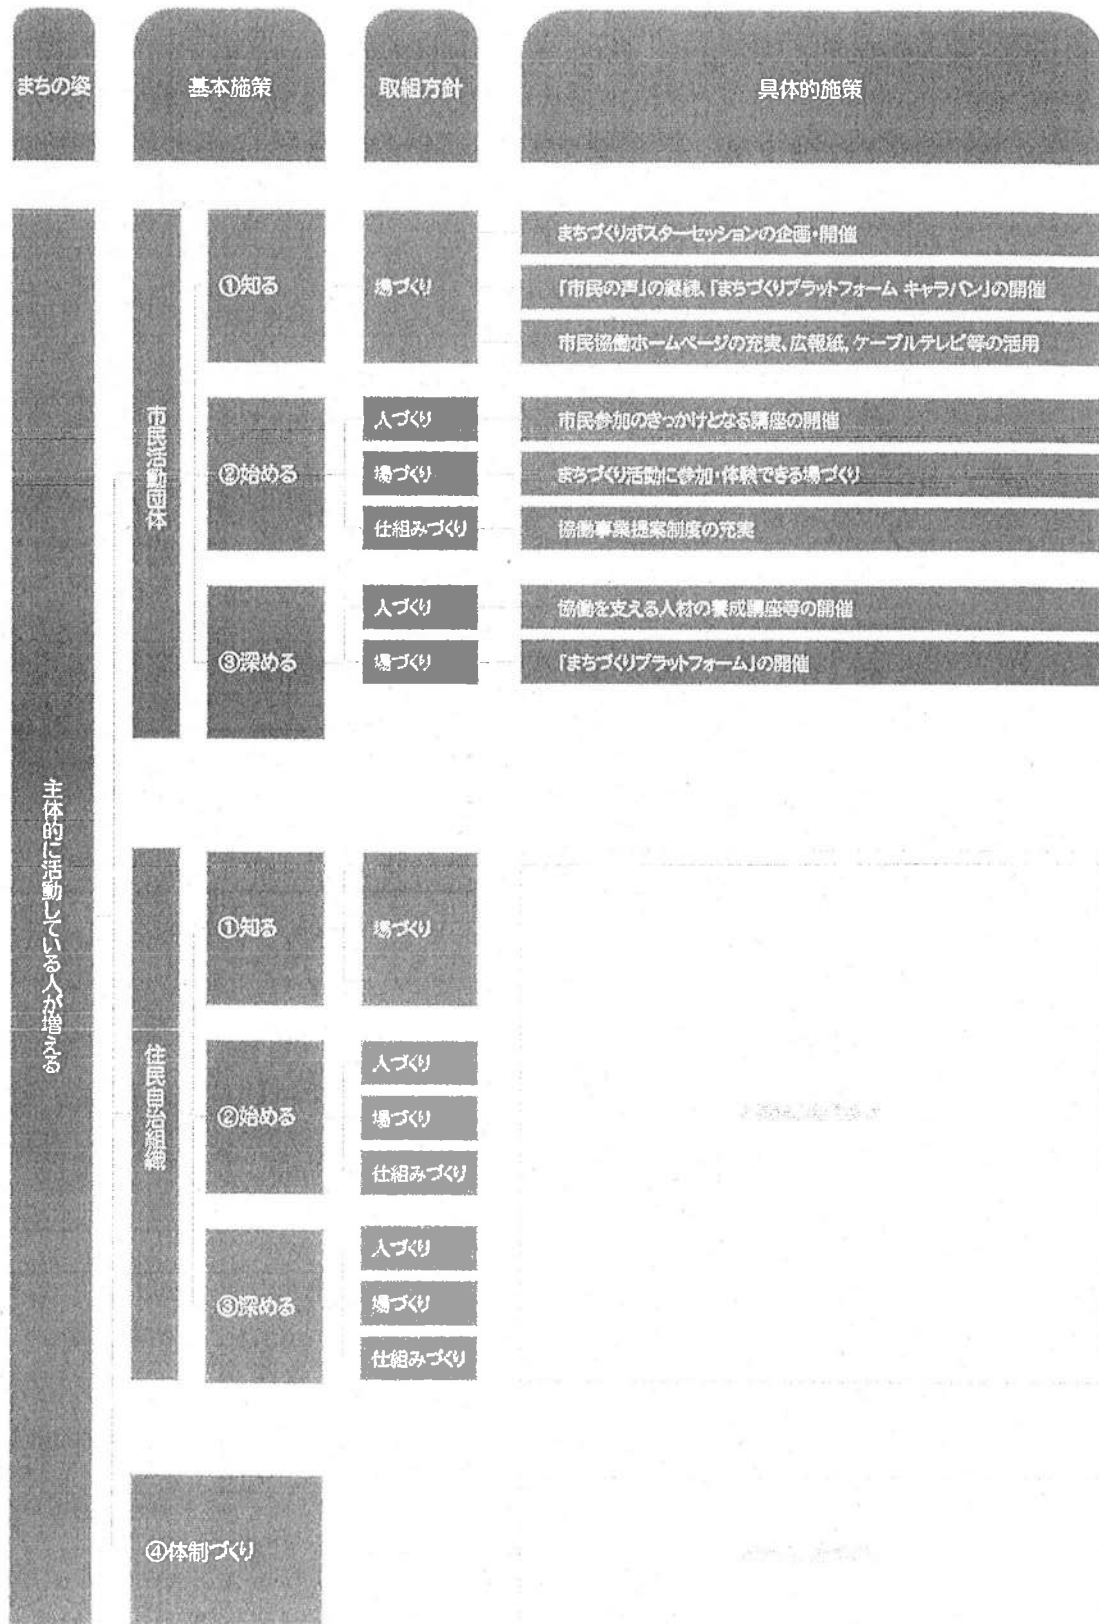 まちの姿
基本施策
取組方針
具体的施策
主体的に活動している人が増える
市民活動団体
①知る
場づくり
まちづくりポスターセッションの企画・開催
「市民の声」の継続、「まちづくりプラットフォーム キャラバン」の開催
市民協働ホームページの充実、広報紙、ケーブルテレビ等の活用
②始める
人づくり
市民参加のきっかけとなる講座の開催
場づくり
まちづくり活動に参加・体験できる場づくり
仕組みづくり
協働事業提案制度の充実
③深める
人づくり
協働を支える人材の養成講座等の開催
場づくり
「まちづくりプラットフォーム」の開催
住民自治組織
①知る
場づくり
②始める
人づくり
場づくり
仕組みづくり
③深める
人づくり
場づくり
仕組みづくり
④体制づくり